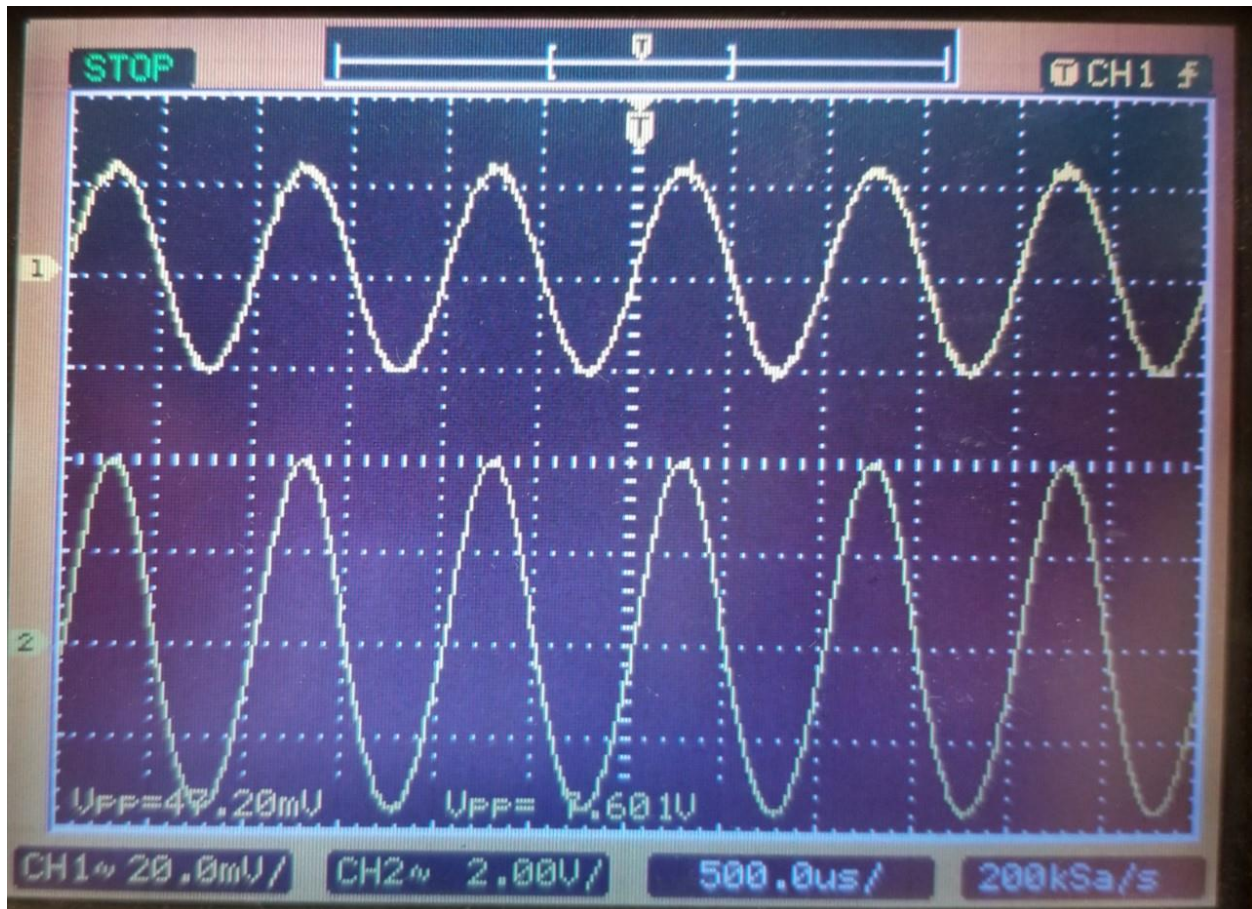 STOP
T
T CH1
T
1
2
Vpp=47.20mV Vpp= 7.601V
CH1~ 20.0mV/ CH2~ 2.00V/ 500.0us/ 200kSa/s